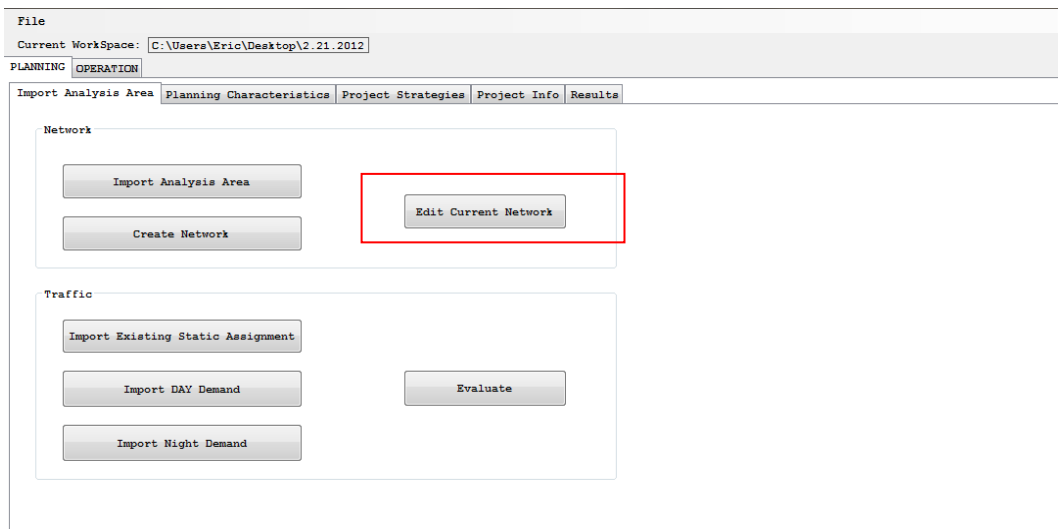 File
Current WorkSpace: C:\Users\Eric\Desktop\2.21.2012
PLANNING OPERATION
Import Analysis Area Planning Characteristics Project Strategies Project Info Results
Network
Import Analysis Area
Edit Current Network
Create Network
Traffic
Import Existing Static Assignment
Import DAY Demand
Evaluate
Import Night Demand